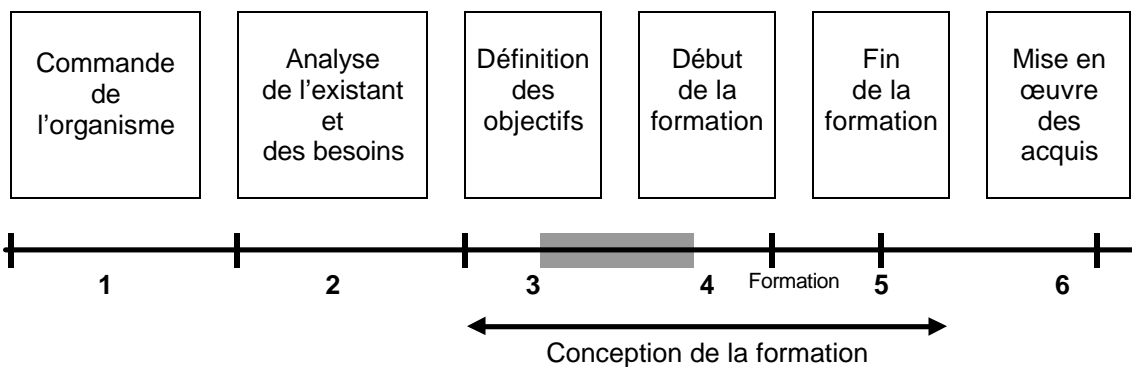 Commande
de
l'organisme
Analyse
de l'existant
et
des besoins
Définition
des
objectifs
Début
de la
formation
Fin
de la
formation
Mise en
œuvre
des
acquis
1
2
3
4
Formation
5
6
Conception de la formation